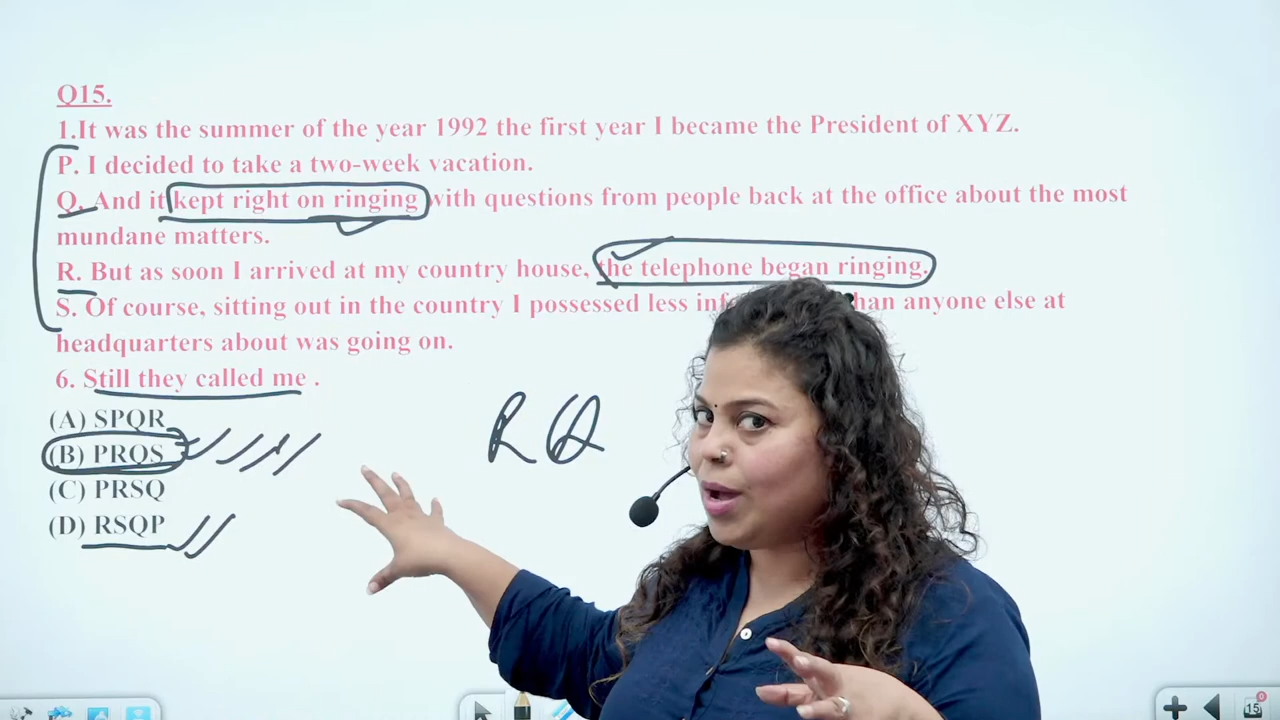 Q15.
1.It was the summer of the year 1992 the first year I became the President of XYZ.
P. I decided to take a two-week vacation.
Q. And it kept right on ringing with questions from people back at the office about the most
mundane matters.
R. But as soon I arrived at my country house, the telephone began ringing.
S. Of course, sitting out in the country I possessed less than anyone else at
headquarters about was going on.
6. Still they called me .
(A) SPQR
(B) PRQS
R Q
(C) PRSQ
(D) RSQP
15